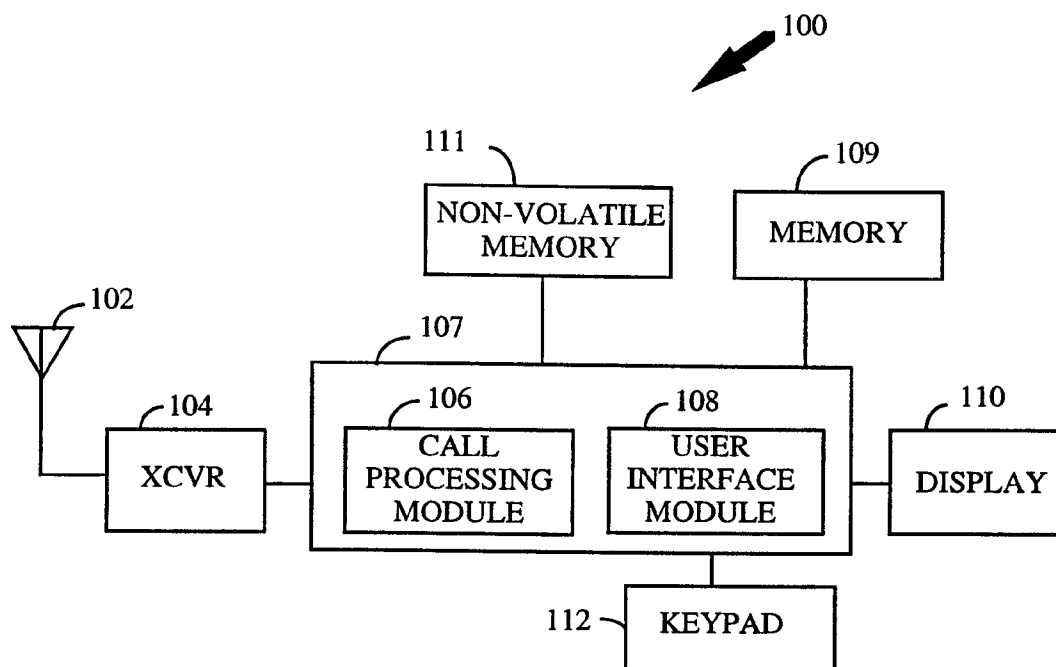 100
111
109
NON-VOLATILE
MEMORY
MEMORY
102
107
104
106
108
110
XCVR
CALL
PROCESSING
MODULE
USER
INTERFACE
MODULE
DISPLAY
112
KEYPAD